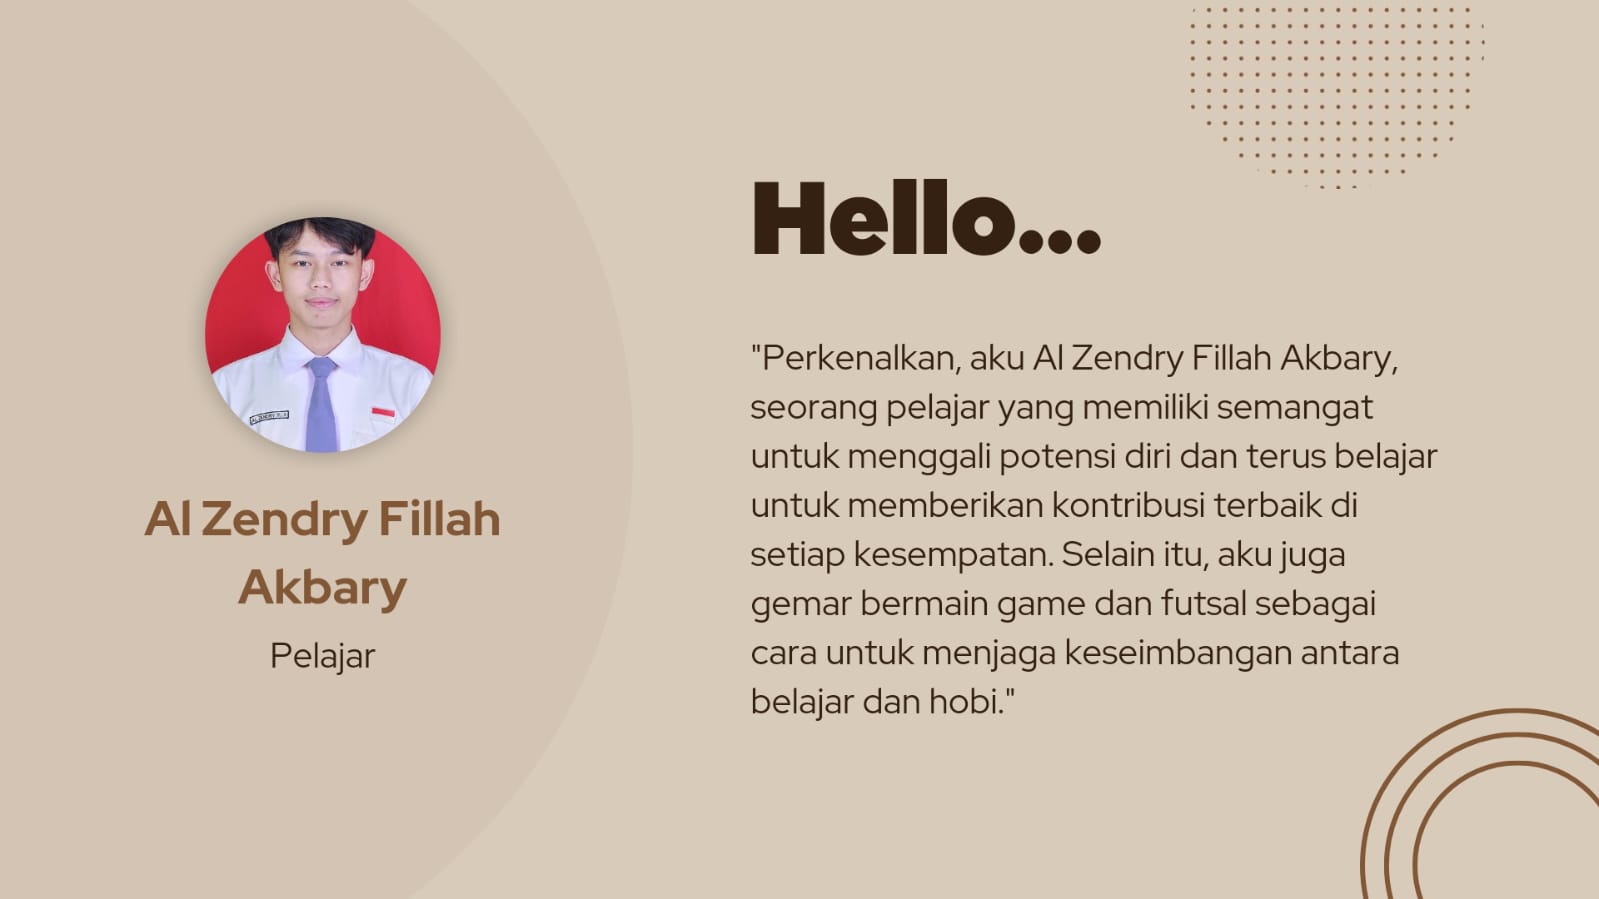 Hello...
"Perkenalkan, aku Al Zendry Fillah Akbary,
seorang pelajar yang memiliki semangat
untuk menggali potensi diri dan terus belajar
untuk memberikan kontribusi terbaik di
setiap kesempatan. Selain itu, aku juga
gemar bermain game dan futsal sebagai
cara untuk menjaga keseimbangan antara
belajar dan hobi."
Al Zendry Fillah
Akbary
Pelajar